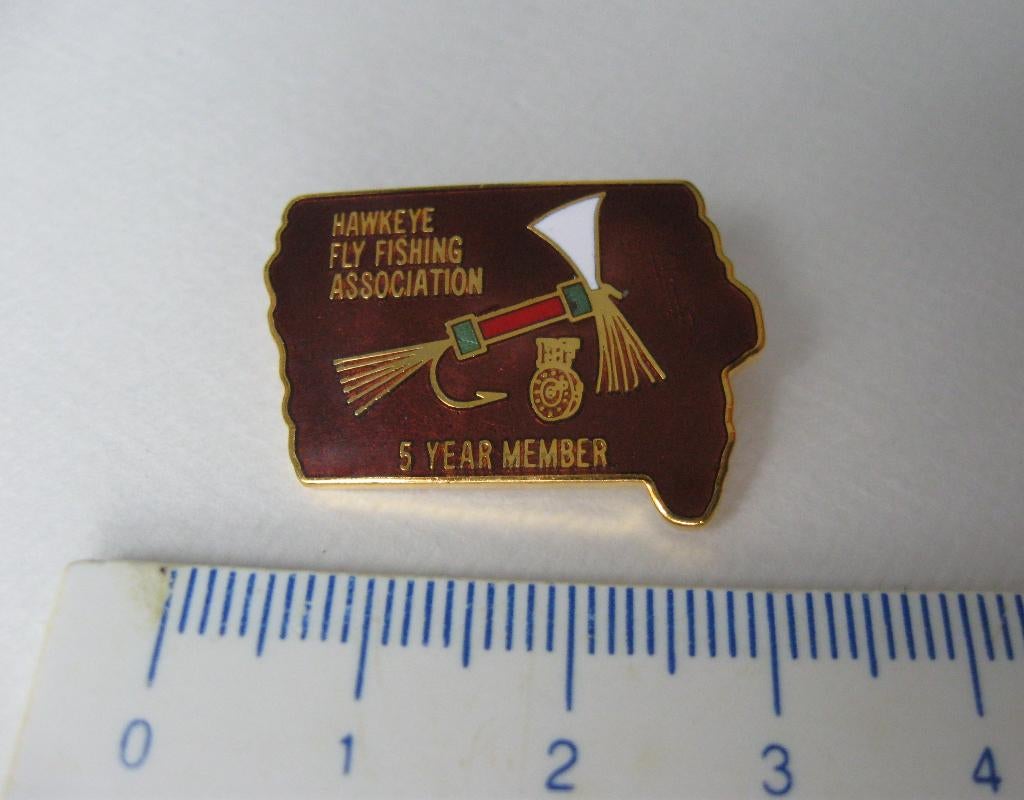 HAWKEYE
FLY FISHING
ASSOCIATION
5 YEAR MEMBER
0 1 2 3 4